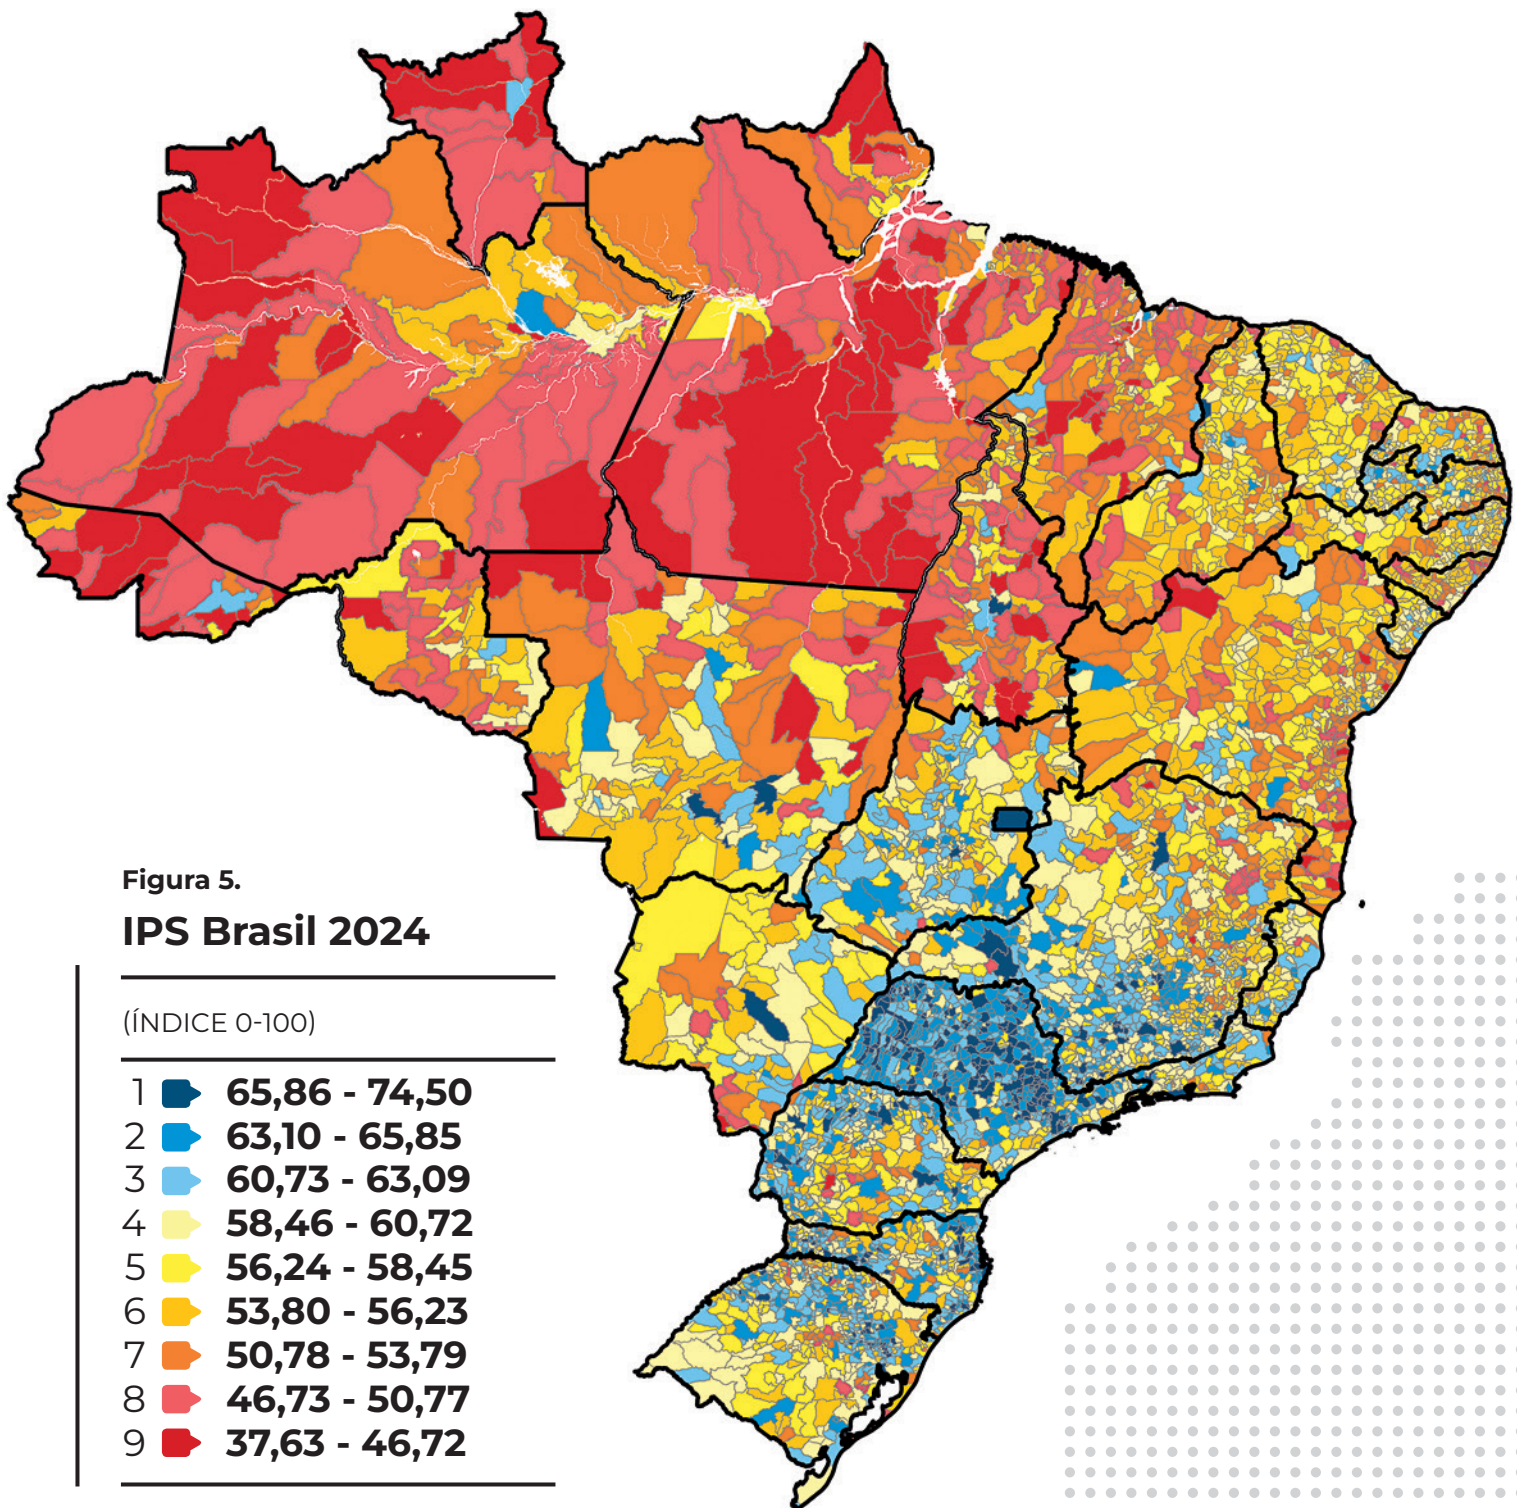 Figura 5.
IPS Brasil 2024
(ÍNDICE 0-100)
1 65,86 - 74,50
2 63,10 - 65,85
3 60,73 - 63,09
4 58,46 - 60,72
5 56,24 - 58,45
6 53,80 - 56,23
7 50,78 - 53,79
8 46,73 - 50,77
9 37,63 - 46,72